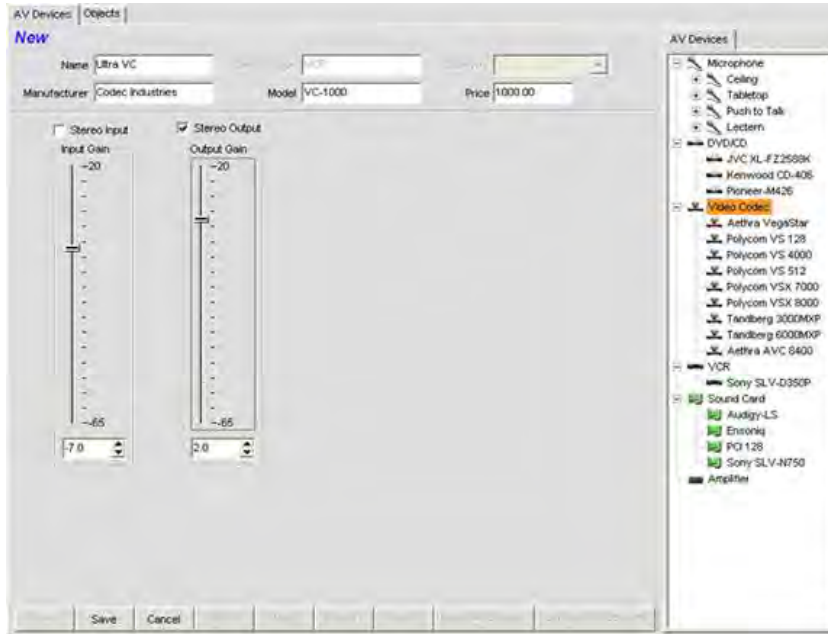 AV Devices Objects
New
AV Devices
Name Ultra VC VCR
Manufacturer Codec Industries Model VC-1000 Price 1000.00
Stereo Input Stereo Output
Input Gain Output Gain
-20 -20
-65 -65
-7.0 2.0
Save Cancel
Microphone
Ceiling
Tabletop
Push to Talk
Lectern
DVD/CD
JVC XL-FZ258BK
Kenwood CD-406
Pioneer-M426
Video Codec
Aethra VegaStar
Polycom VS 128
Polycom VS 4000
Polycom VS 512
Polycom VSX 7000
Polycom VSX 8000
Tandberg 3000MXP
Tandberg 6000MXP
Aethra AVC 8400
VCR
Sony SLV-D350P
Sound Card
Audigy-LS
Ensoniq
PCI 128
Sony SLV-N750
Amplifier